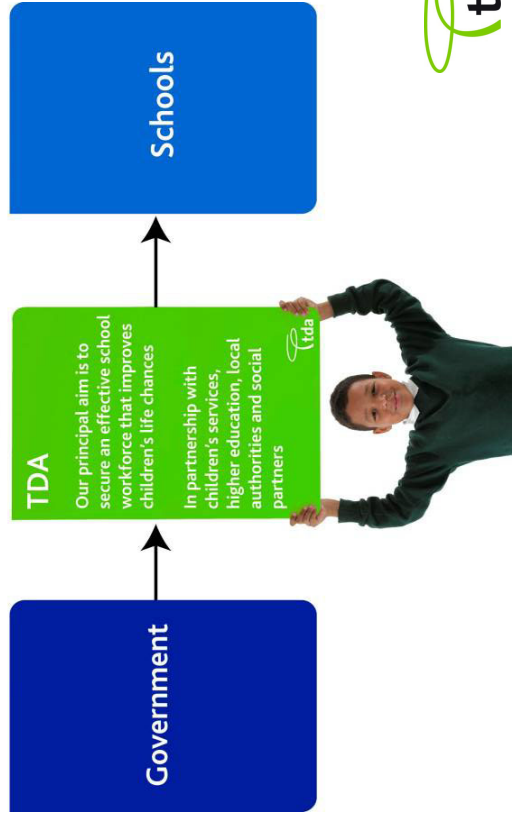 Government
TDA
Our principal aim is to
secure an effective school
workforce that improves
children's life chances
In partnership with
children's services,
higher education, local
authorities and social
partners
tda
Schools
t